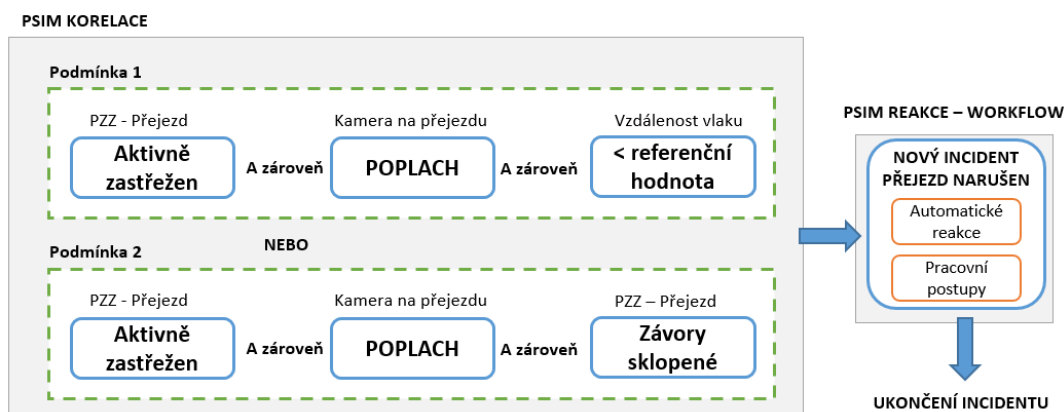 PSIM KORELACE
Podmínka 1
PZZ - Přejezd
Kamera na přejezdu
Vzdálenost vlaku
Aktivně
zastřežen
A zároveň
POPLACH
A zároveň
< referenční
hodnota
NEBO
Podmínka 2
PZZ - Přejezd
Kamera na přejezdu
PZZ – Přejezd
Aktivně
zastřežen
A zároveň
POPLACH
A zároveň
Závory
sklopené
PSIM REAKCE – WORKFLOW
NOVÝ INCIDENT
PŘEJEZD NARUŠEN
Automatické
reakce
Pracovní
postupy
UKONČENÍ INCIDENTU